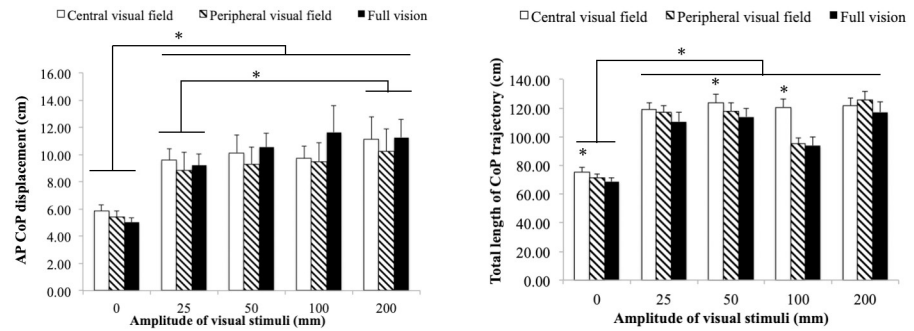 Central visual field Peripheral visual field Full vision
*
*
16.00
14.00
12.00
10.00
8.00
6.00
4.00
2.00
0.00
AP CoP displacement (cm)
0 25 50 100 200
Amplitude of visual stimuli (mm)
Central visual field Peripheral visual field Full vision
*
* *
*
140.00
120.00
100.00
80.00
60.00
40.00
20.00
0.00
Total length of CoP trajectory (cm)
0 25 50 100 200
Amplitude of visual stimuli (mm)